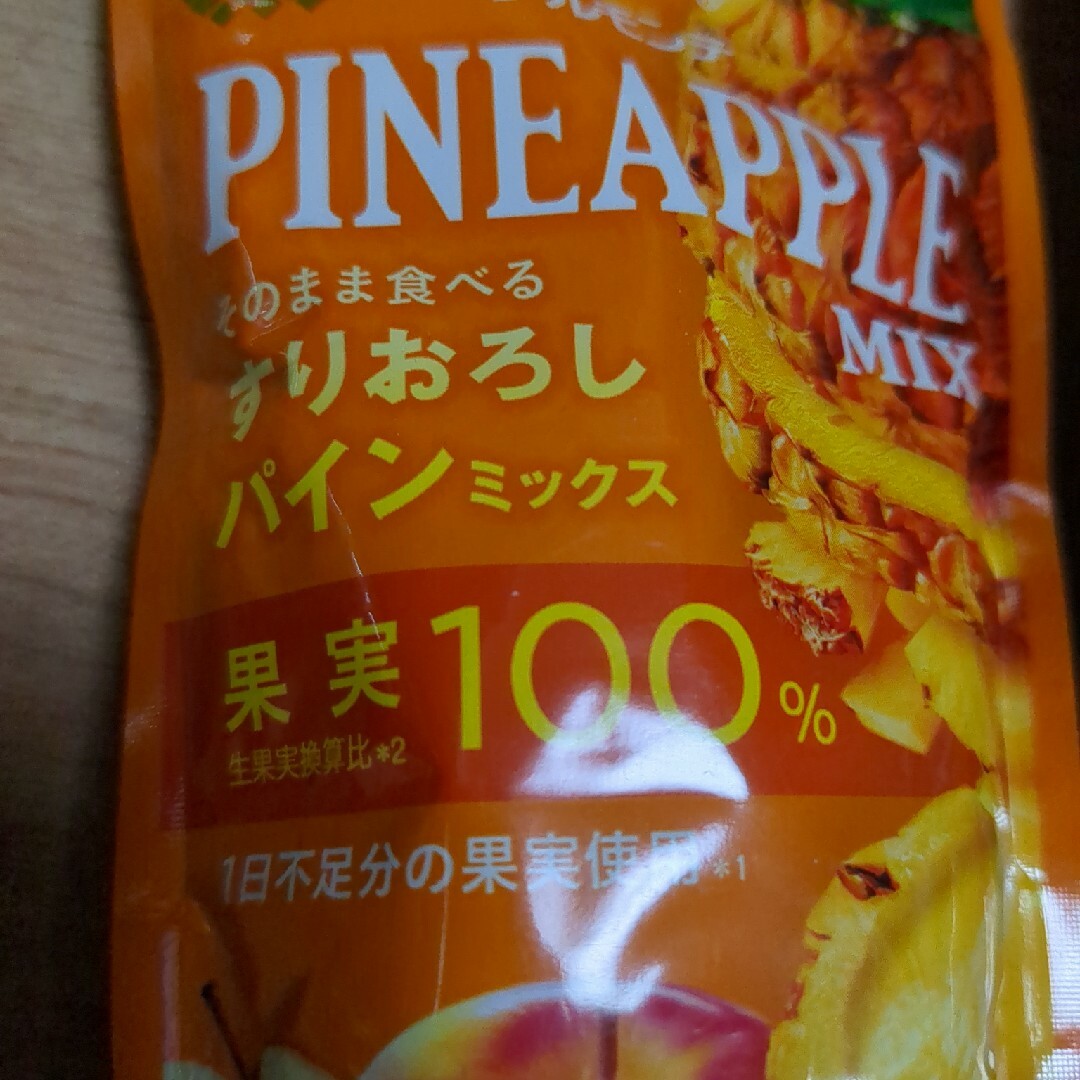 PINEAPPLE
MIX
そのまま食べる
すりおろし
パインミックス
果実100%
生果実換算比*2
1日不足分の果実使用*1